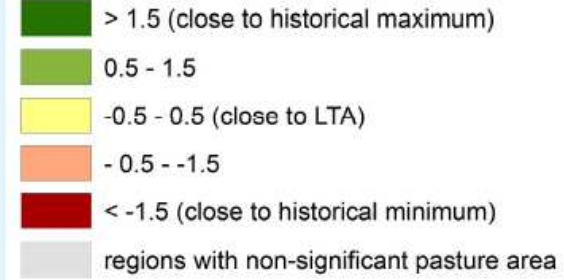 > 1.5 (close to historical maximum)
0.5 - 1.5
-0.5 - 0.5 (close to LTA)
- 0.5 - -1.5
< -1.5 (close to historical minimum)
regions with non-significant pasture area